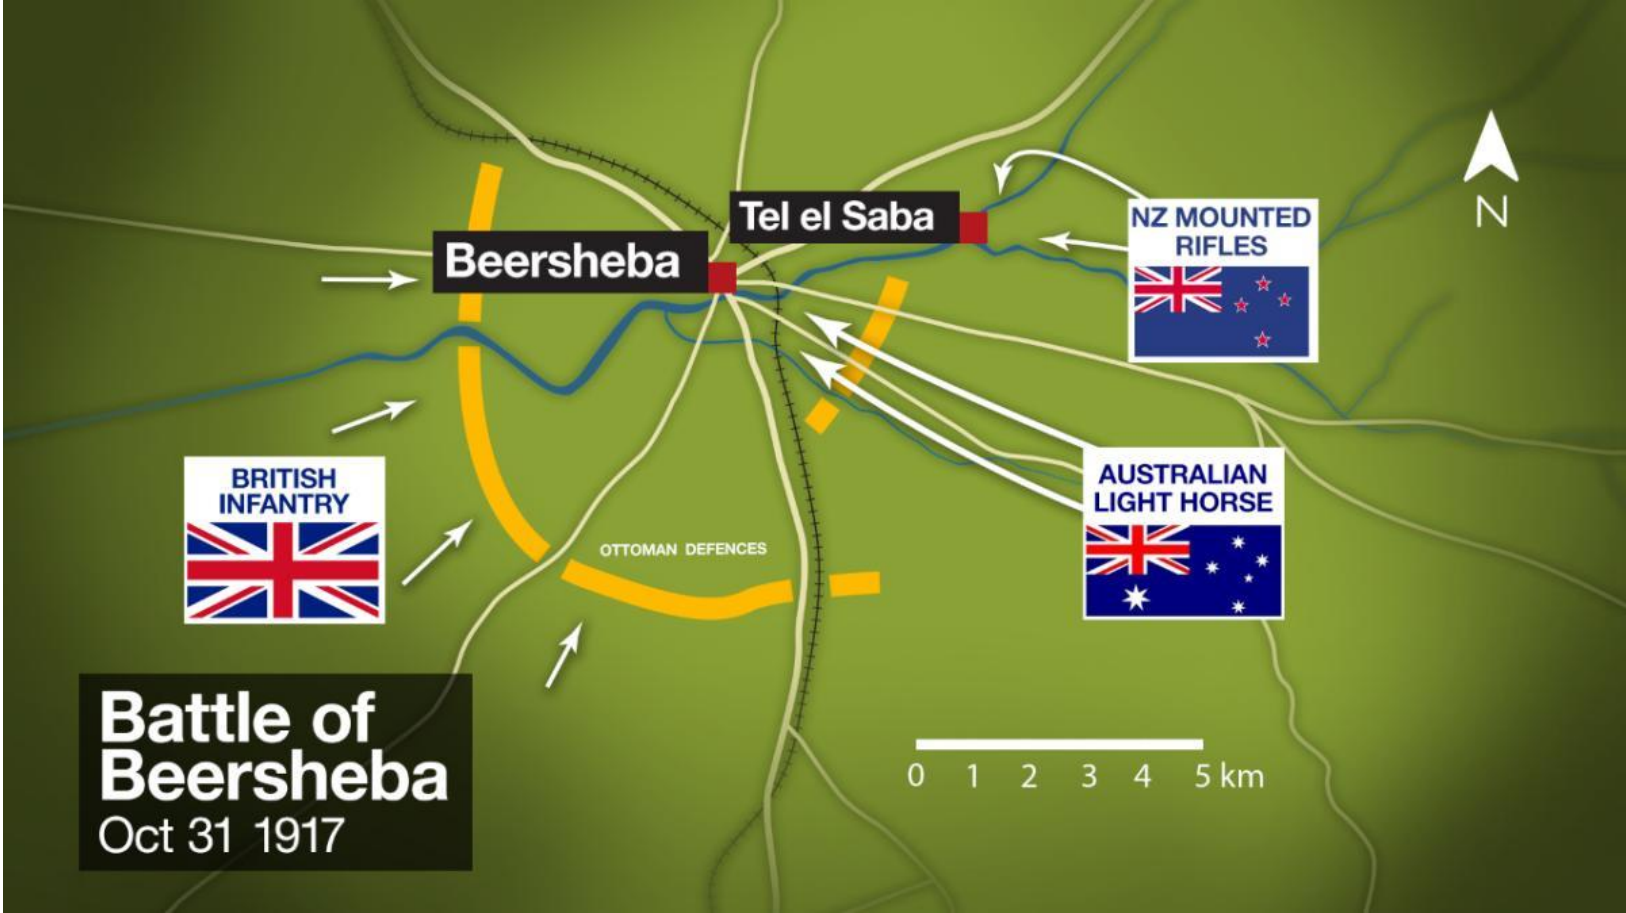 Tel el Saba
Beersheba
N
NZ MOUNTED
RIFLES
BRITISH
INFANTRY
AUSTRALIAN
LIGHT HORSE
OTTOMAN DEFENCES
Battle of
Beersheba
Oct 31 1917
0 1 2 3 4 5 km